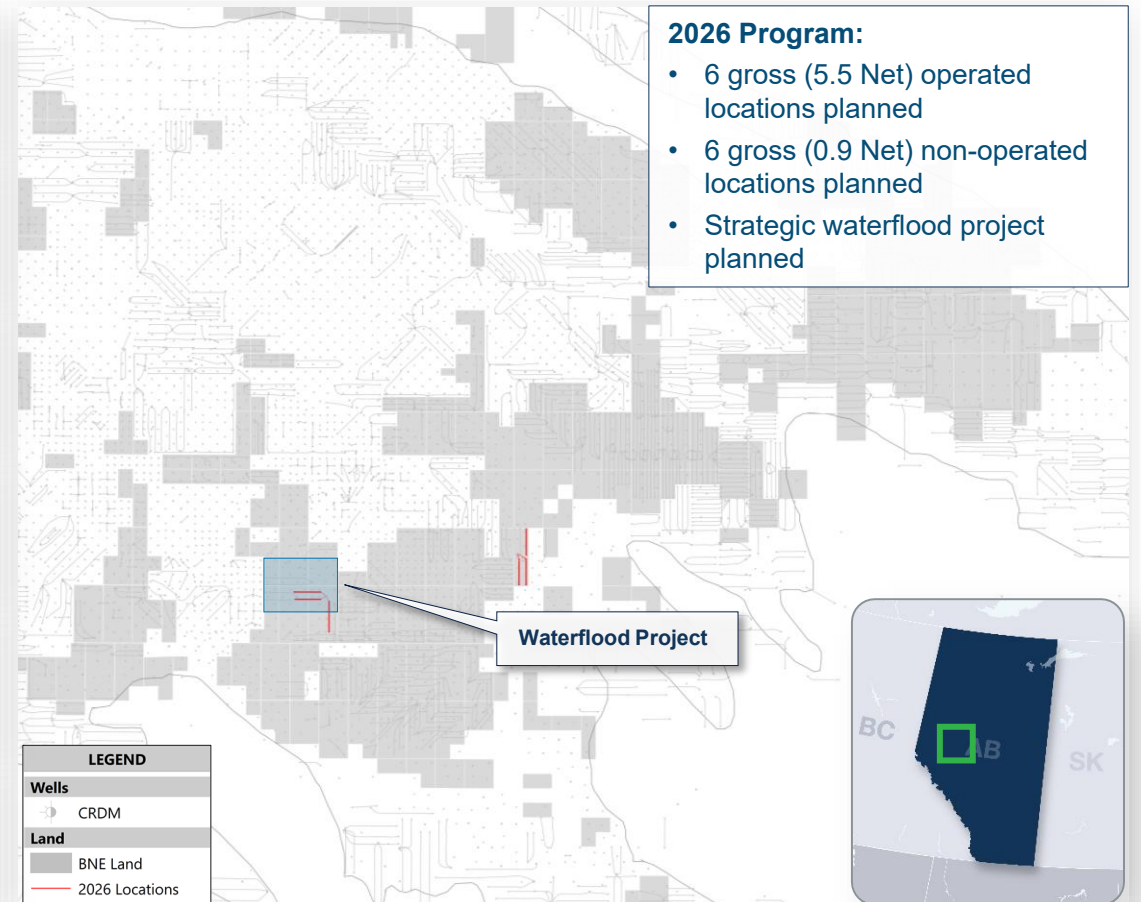 2026 Program:
• 6 gross (5.5 Net) operated
locations planned
• 6 gross (0.9 Net) non-operated
locations planned
• Strategic waterflood project
planned
Waterflood Project
BC
AB
SK
LEGEND
Wells
CRDM
Land
BNE Land
2026 Locations